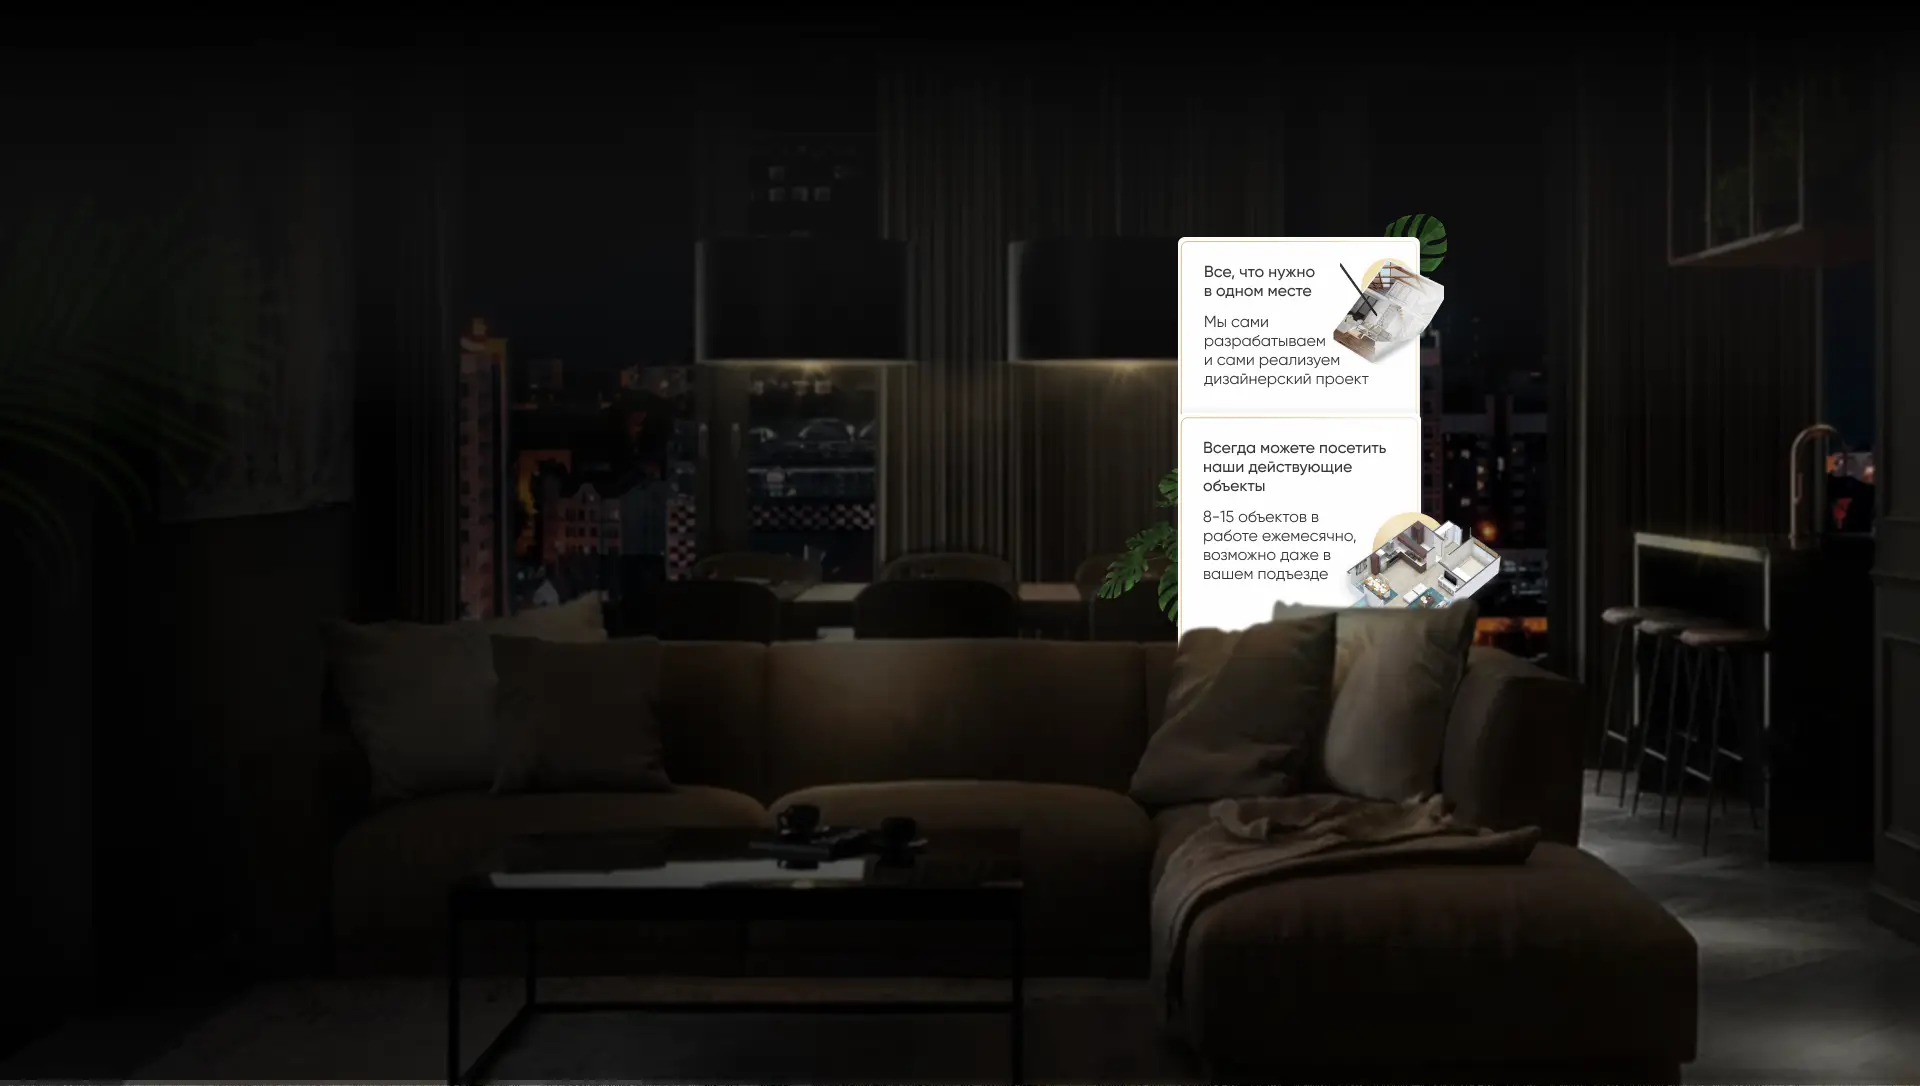 Все, что нужно
в одном месте
Мы сами
разрабатываем
и сами реализуем
дизайнерский проект
Всегда можете посетить
наши действующие
объекты
8-15 объектов в
работе ежемесячно,
возможно даже в
вашем подъезде